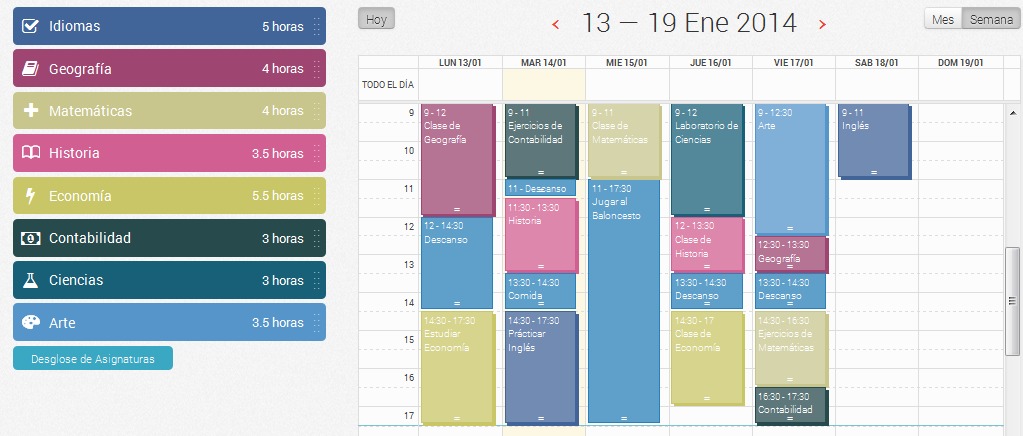 Idiomas 5 horas
Geografía 4 horas
Matemáticas 4 horas
Historia 3.5 horas
Economía 5.5 horas
Contabilidad 3 horas
Ciencias 3 horas
Arte 3.5 horas
Desglose de Asignaturas
Hoy
‹ 13 — 19 Ene 2014 ›
Mes Semana
LUN 13/01 MAR 14/01 MIE 15/01 JUE 16/01 VIE 17/01 SAB 18/01 DOM 19/01
TODO EL DÍA
9
10
11
12
13
14
15
16
17
9 - 12
Clase de
Geografía
12 - 14:30
Descanso
14:30 - 17:30
Estudiar
Economía
9 - 11
Ejercicios de
Contabilidad
11 - Descanso
11:30 - 13:30
Historia
13:30 - 14:30
Comida
14:30 - 17:30
Prácticar
Inglés
9 - 11
Clase de
Matemáticas
11 - 17:30
Jugar al
Baloncesto
9 - 12
Laboratorio de
Ciencias
12 - 13:30
Clase de
Historia
13:30 - 14:30
Descanso
14:30 - 17
Clase de
Economía
9 - 12:30
Arte
12:30 - 13:30
Geografía
13:30 - 14:30
Descanso
14:30 - 16:30
Ejercicios de
Matemáticas
16:30 - 17:30
Contabilidad
9 - 11
Inglés